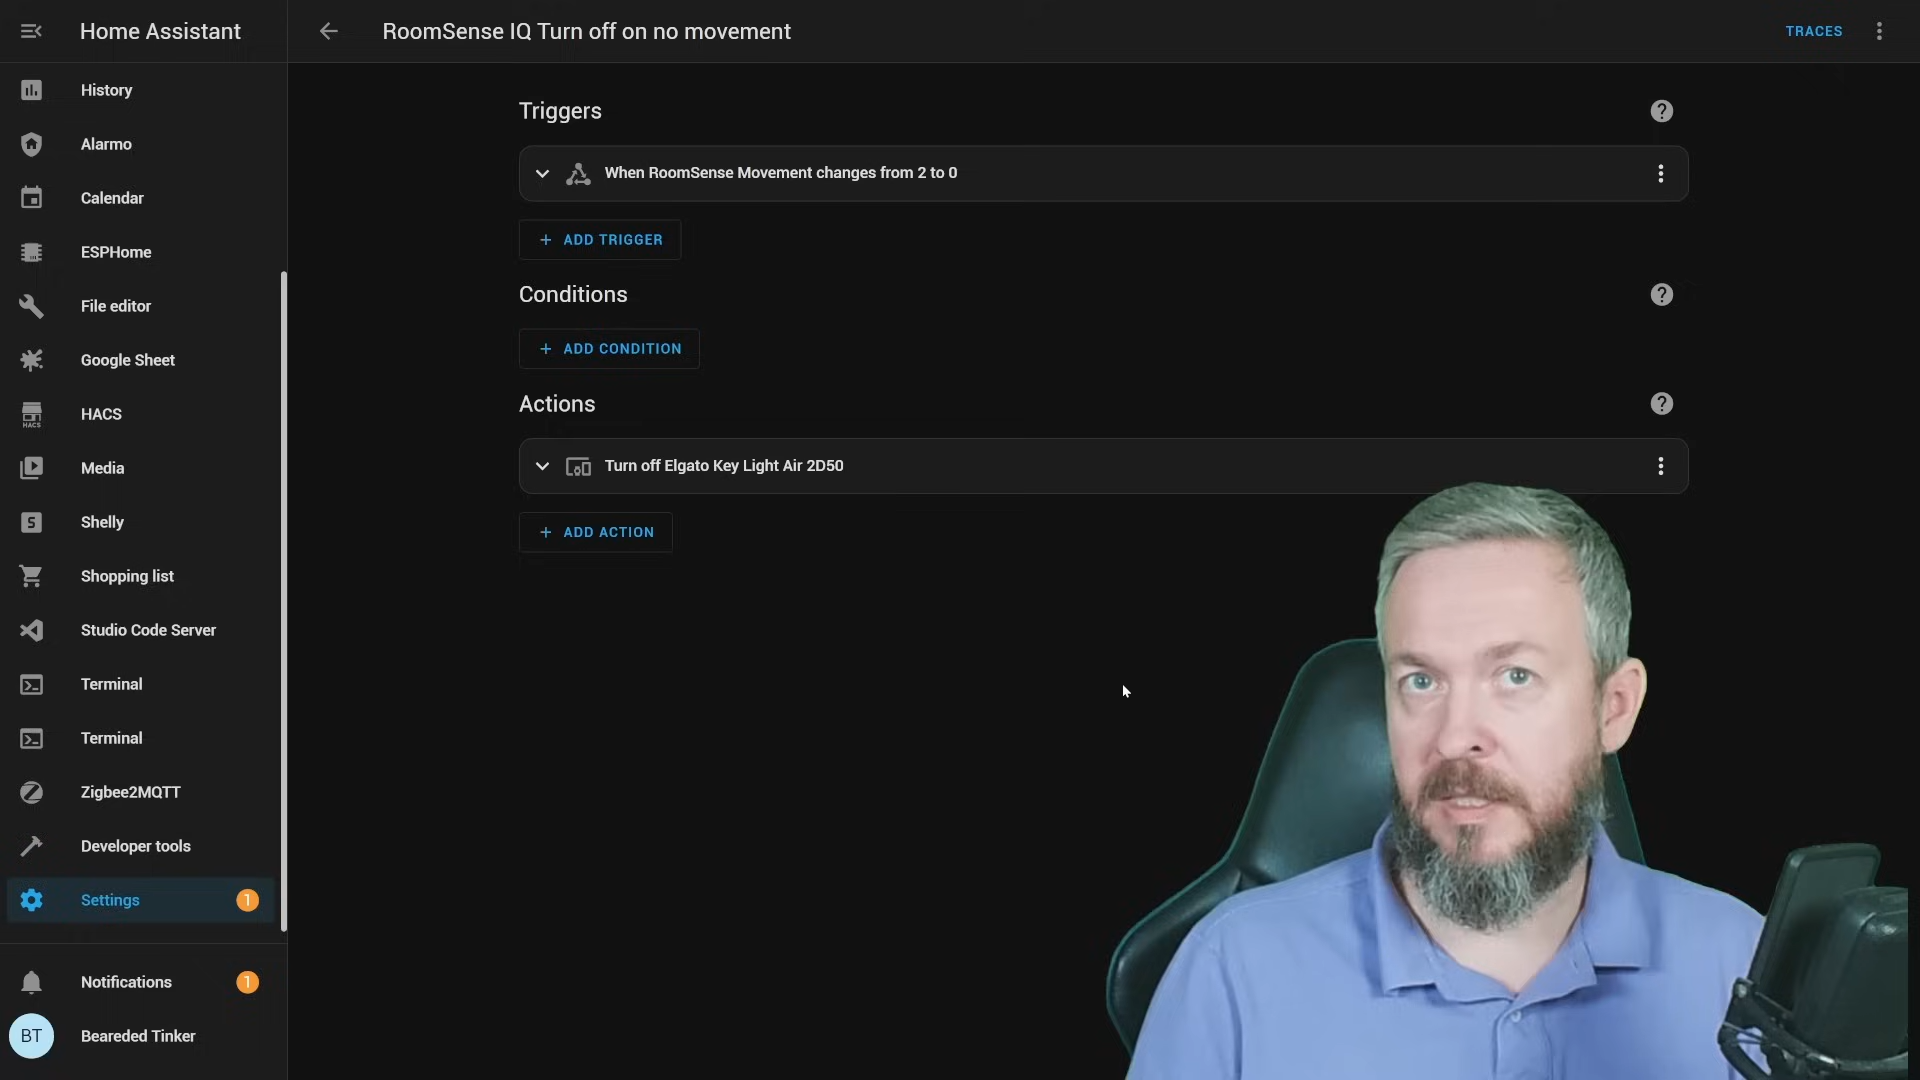 Home Assistant
RoomSense IQ Turn off on no movement
TRACES
History
Alarmo
Calendar
ESPHome
File editor
Google Sheet
HACS
HACS
Media
S
Shelly
Shopping list
Studio Code Server
Terminal
Terminal
Zigbee2MQTT
Developer tools
Settings
1
Notifications
1
BT
Bearded Tinker
Triggers
?
When RoomSense Movement changes from 2 to 0
+ ADD TRIGGER
Conditions
?
+ ADD CONDITION
Actions
?
Turn off Elgato Key Light Air 2D50
+ ADD ACTION